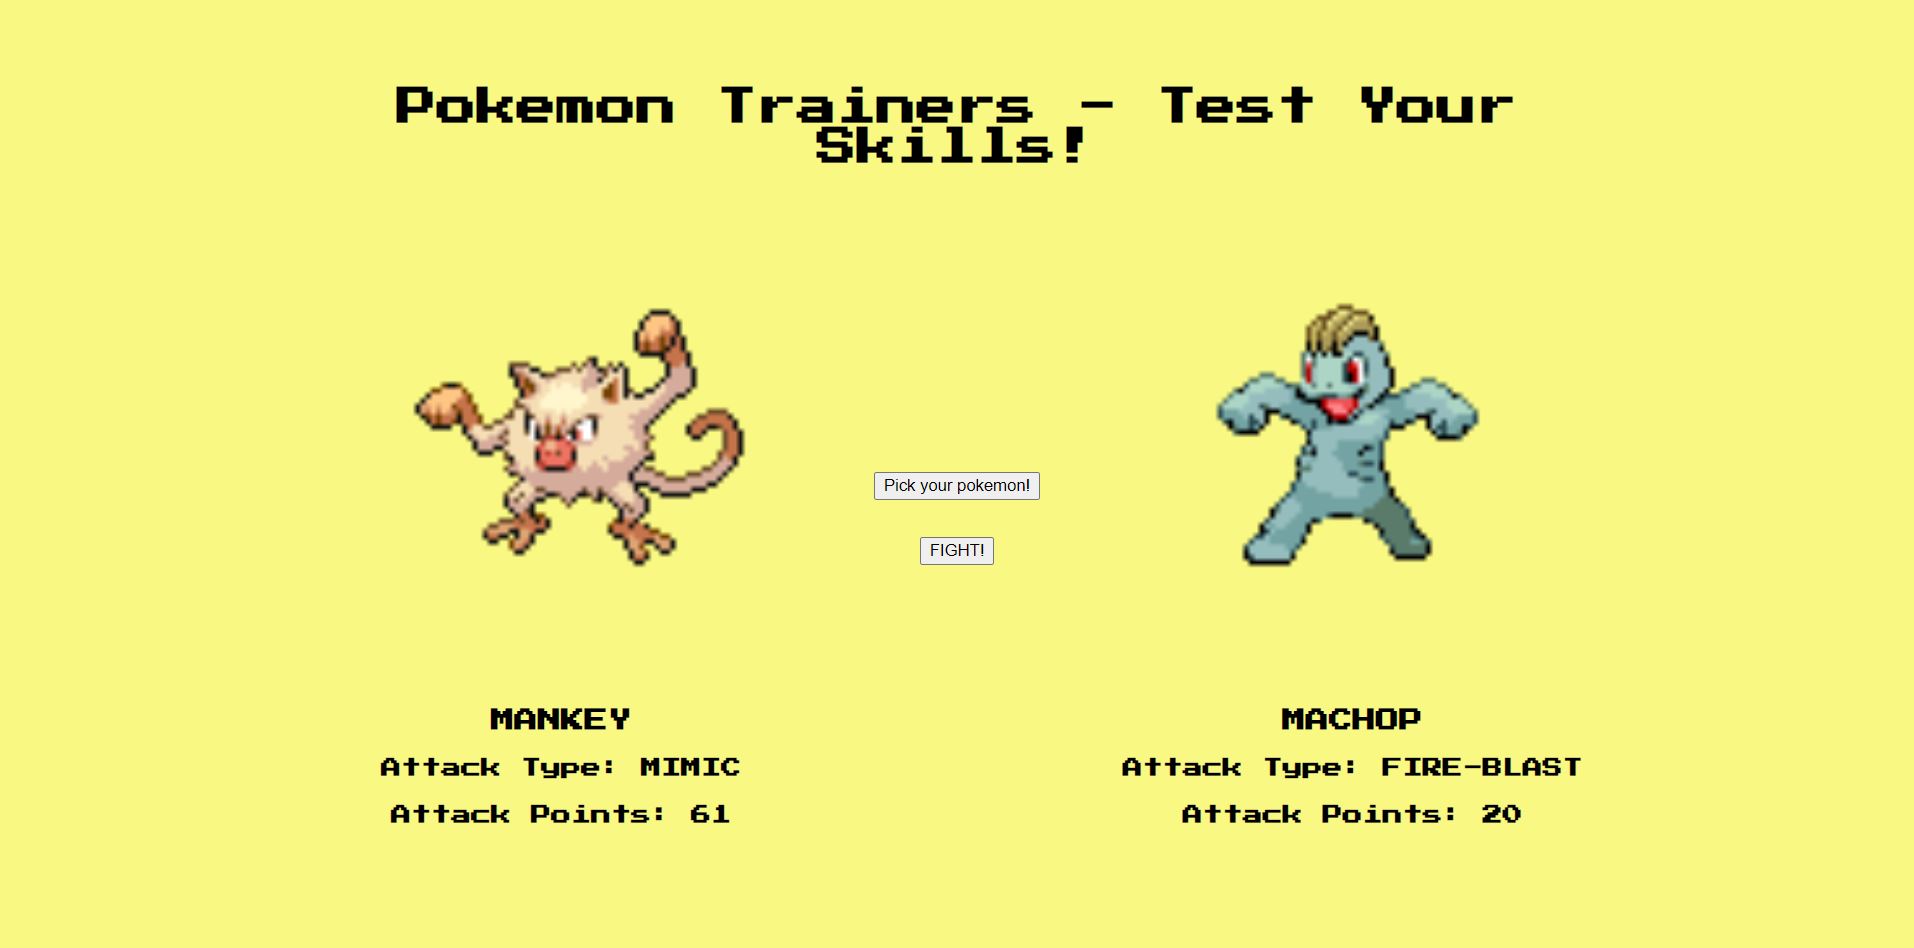 Pokemon Trainers - Test Your
Skills!
Pick your pokemon!
FIGHT!
MANKEY
Attack Type: MIMIC
Attack Points: 61
MACHOP
Attack Type: FIRE-BLAST
Attack Points: 20